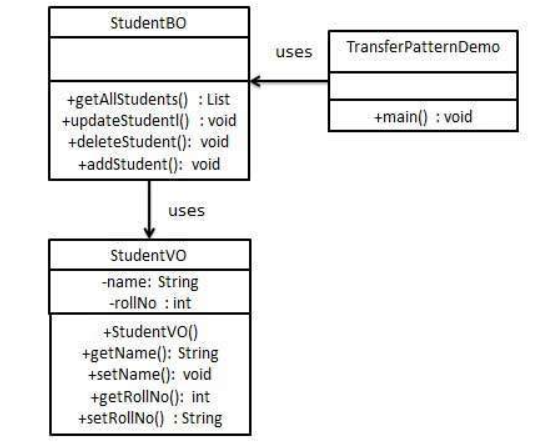 StudentBO
+getAllStudents() : List
+updateStudentl() : void
+deleteStudent(): void
+addStudent(): void
uses
TransferPatternDemo
+main() : void
uses
StudentVO
-name: String
-rollNo : int
+StudentVO()
+getName(): String
+setName(): void
+getRollNo(): int
+setRollNo() : String